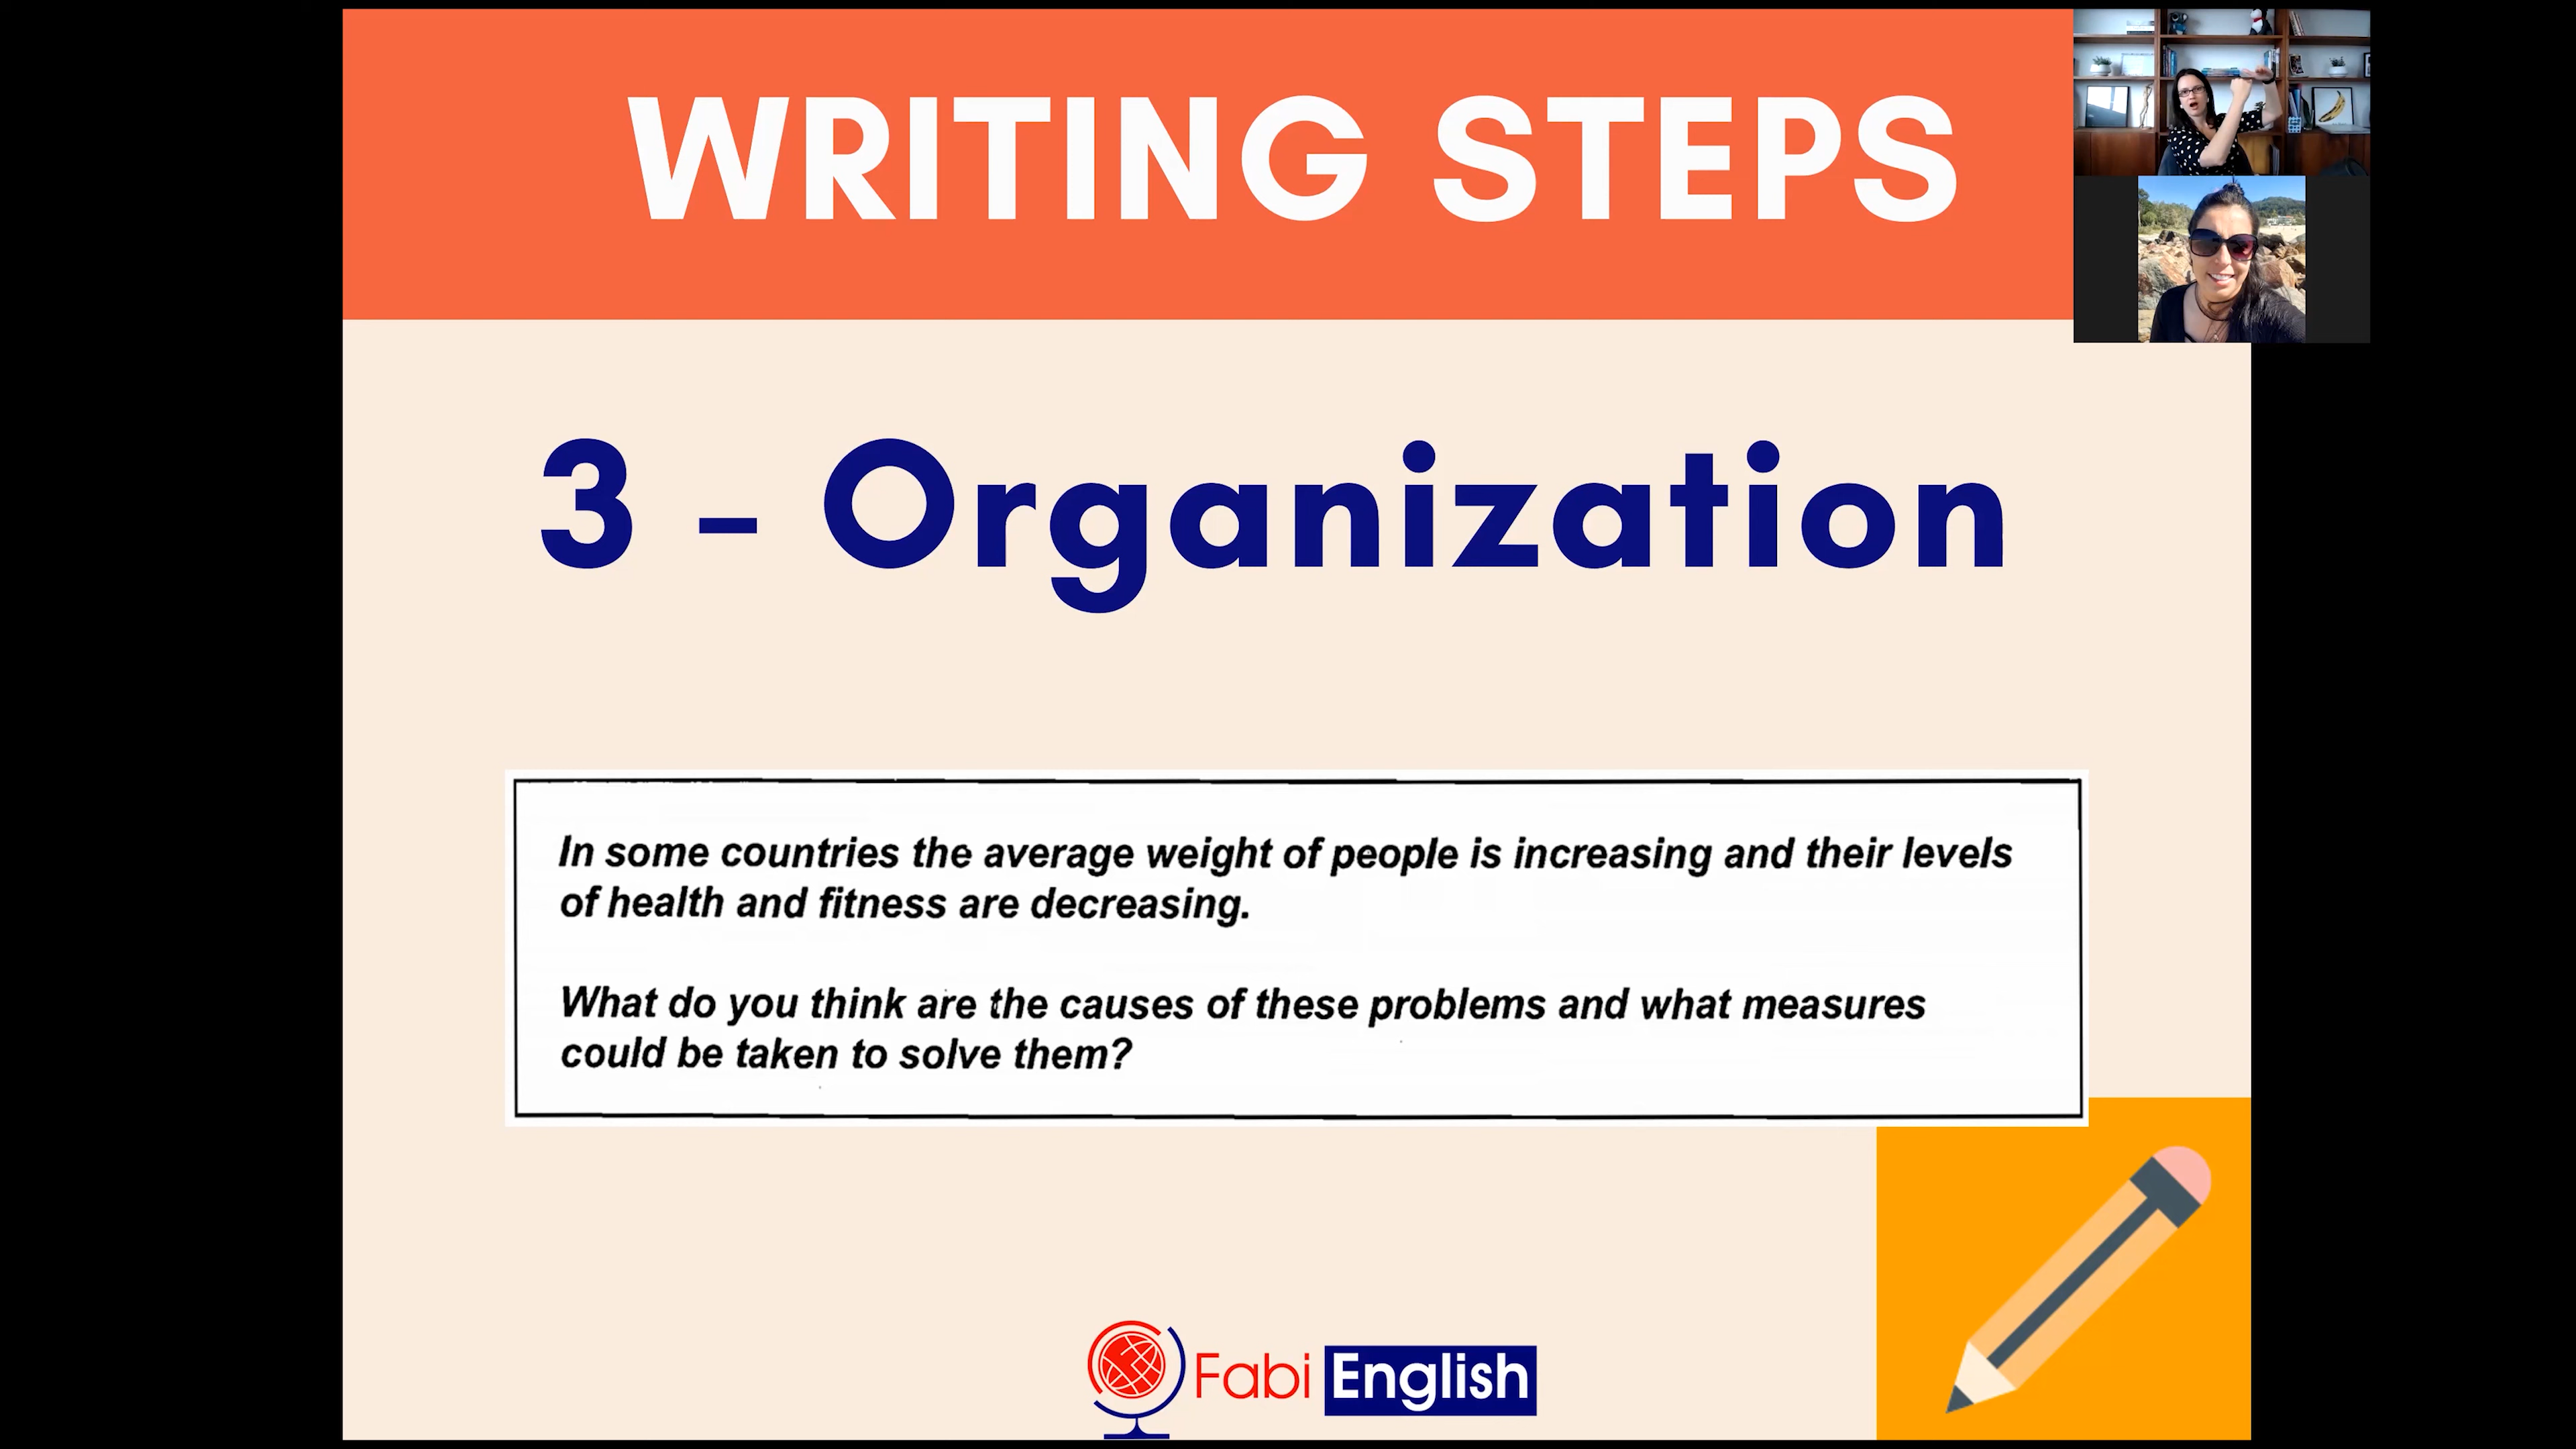 WRITING STEPS
3 - Organization
In some countries the average weight of people is increasing and their levels
of health and fitness are decreasing.
What do you think are the causes of these problems and what measures
could be taken to solve them?
Fabi English